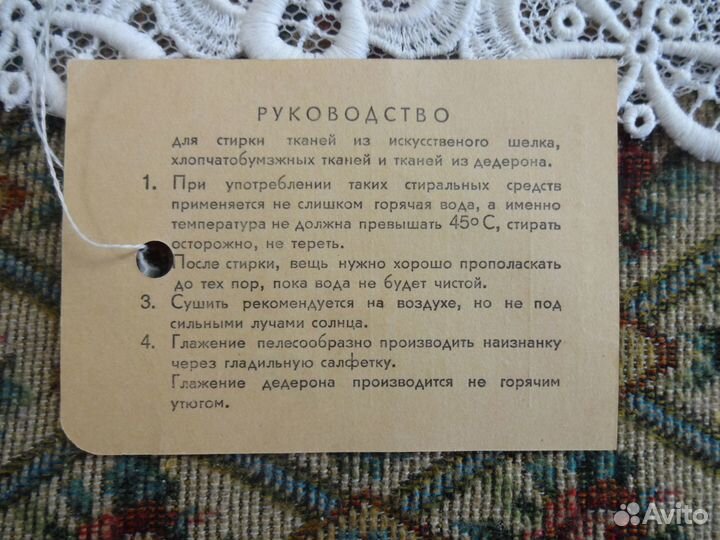 РУКОВОДСТВО
для стирки тканей из искусственого шелка,
хлопчатобумзжных тканей и тканей из дедерона.
1. При употреблении таких стиральных средств
применяется не слишком горячая вода, а именно
температура не должна превышать 45° С, стирать
осторожно, не тереть.
После стирки, вещь нужно хорошо прополаскать
до тех пор, пока вода не будет чистой.
3. Сушить рекомендуется на воздухе, но не под
сильными лучами солнца.
4. Глажение пелесообразно производить наизнанку
через гладильную салфетку.
Глажение дедерона производится не горячим
утюгом.
Avito